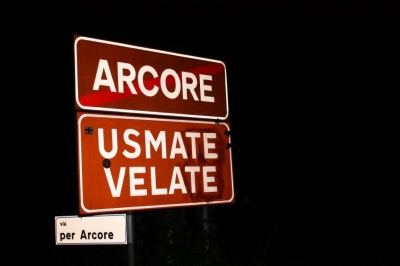 ARCORE
USMATE
VELATE
via
per Arcore